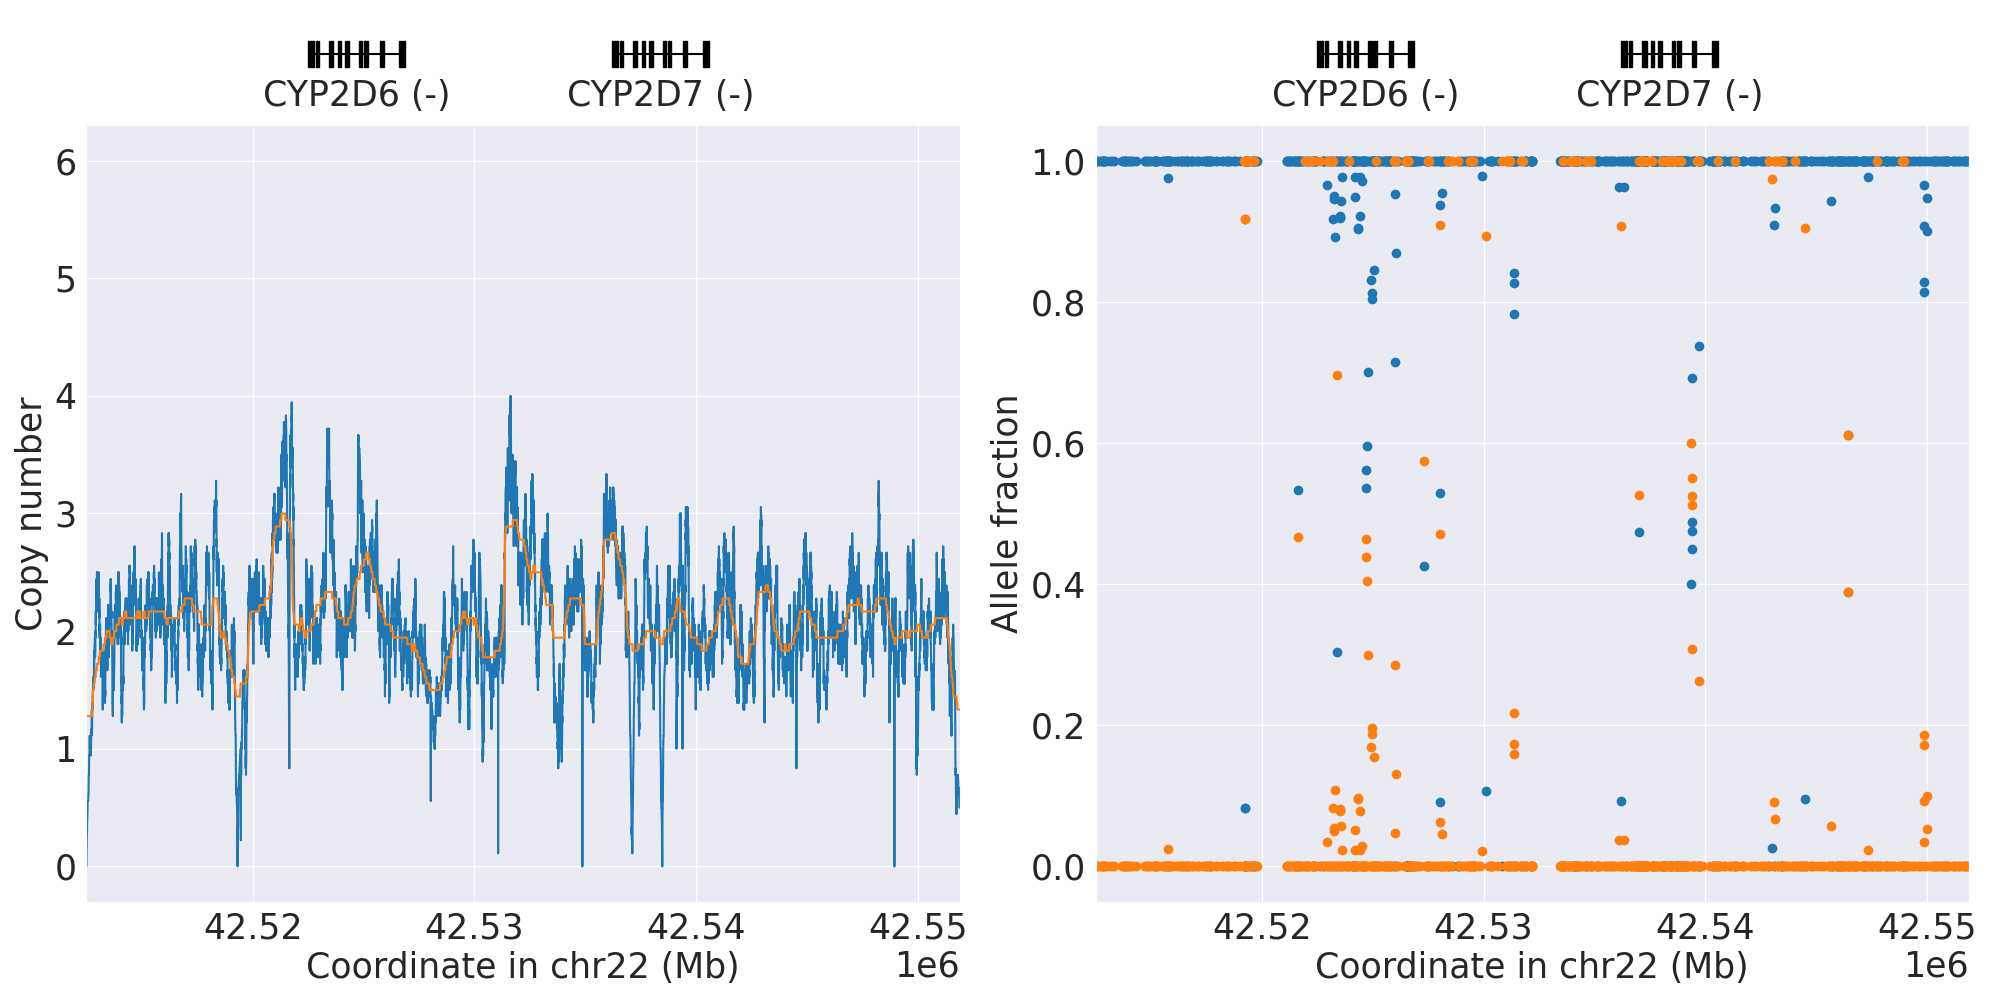 CYP2D6 (-) CYP2D7 (-)
6
5
4
3
2
1
0
Copy number
42.52 42.53 42.54 42.55
Coordinate in chr22 (Mb)
1e6
CYP2D6 (-) CYP2D7 (-)
1.0
0.8
0.6
0.4
0.2
0.0
Allele fraction
42.52 42.53 42.54 42.55
Coordinate in chr22 (Mb)
1e6